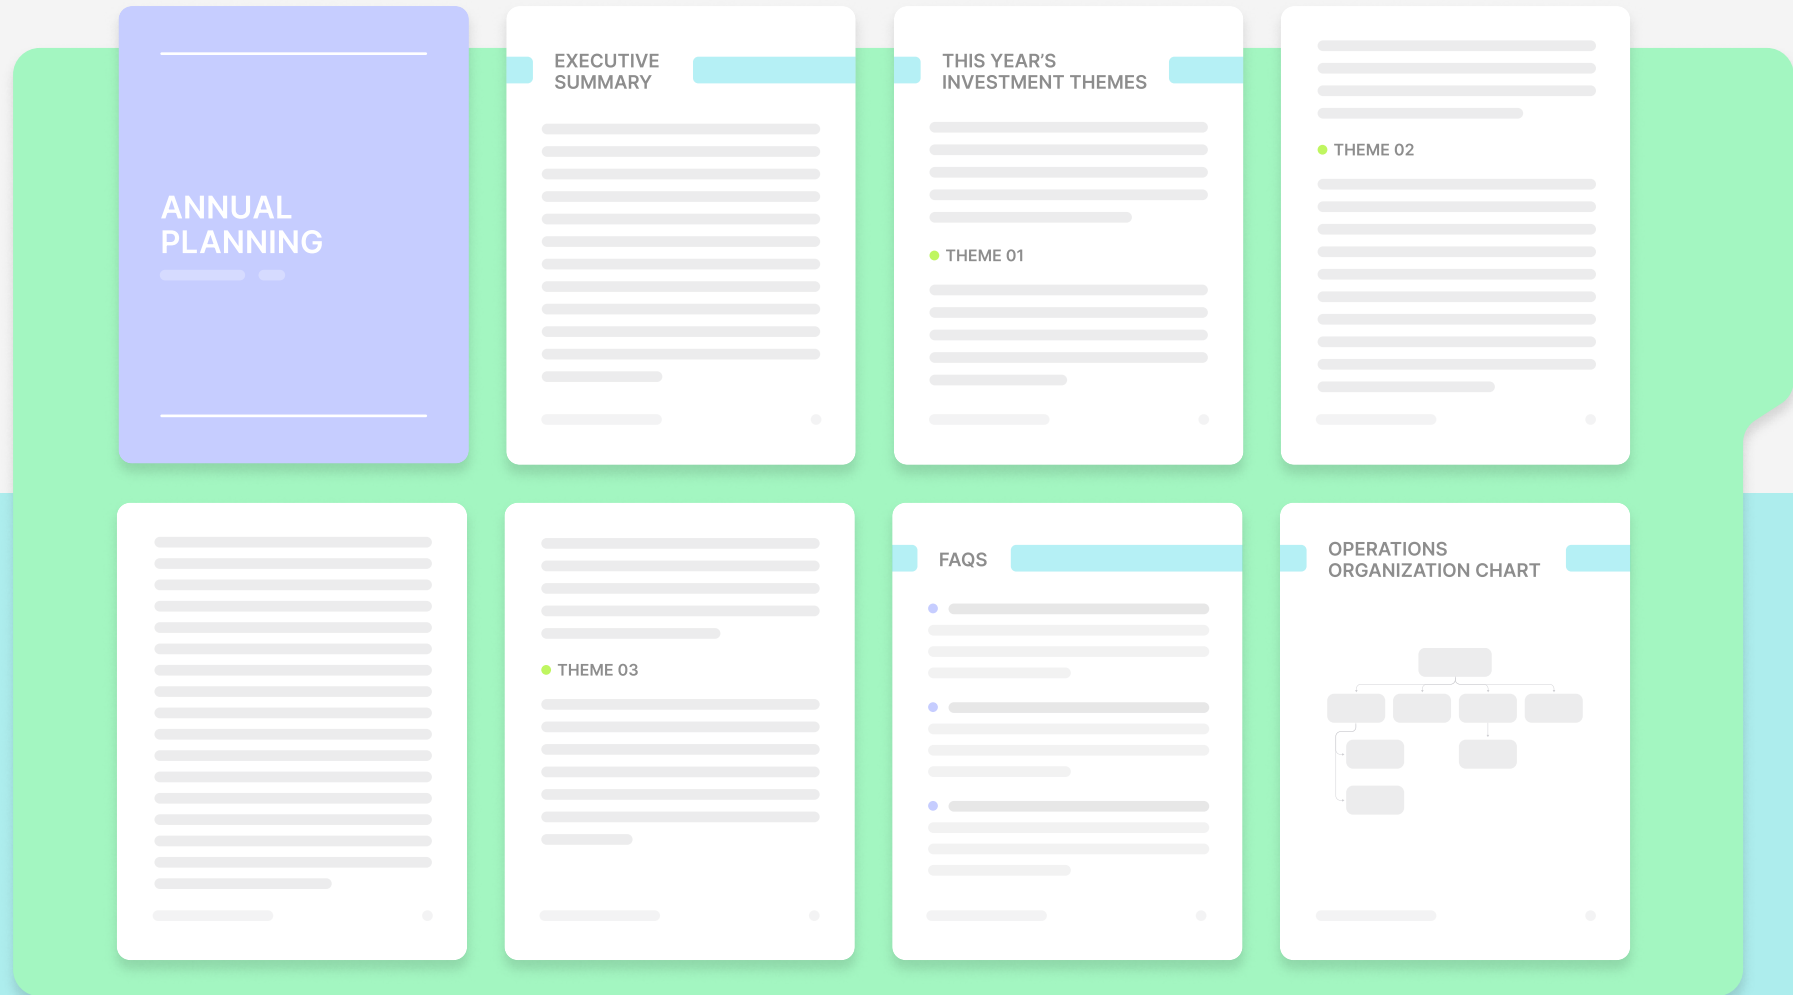 ANNUAL
PLANNING
EXECUTIVE
SUMMARY
THIS YEAR’S
INVESTMENT THEMES
THEME 01
THEME 02
THEME 03
FAQS
OPERATIONS
ORGANIZATION CHART